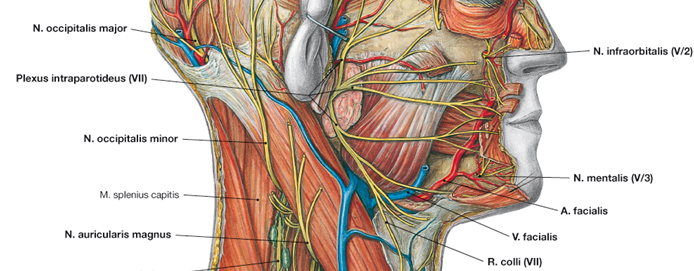 N. occipitalis major
N. infraorbitalis (V/2)
Plexus intraparotideus (VII)
N. occipitalis minor
N. mentalis (V/3)
M. splenius capitis
A. facialis
N. auricularis magnus
V. facialis
R. colli (VII)